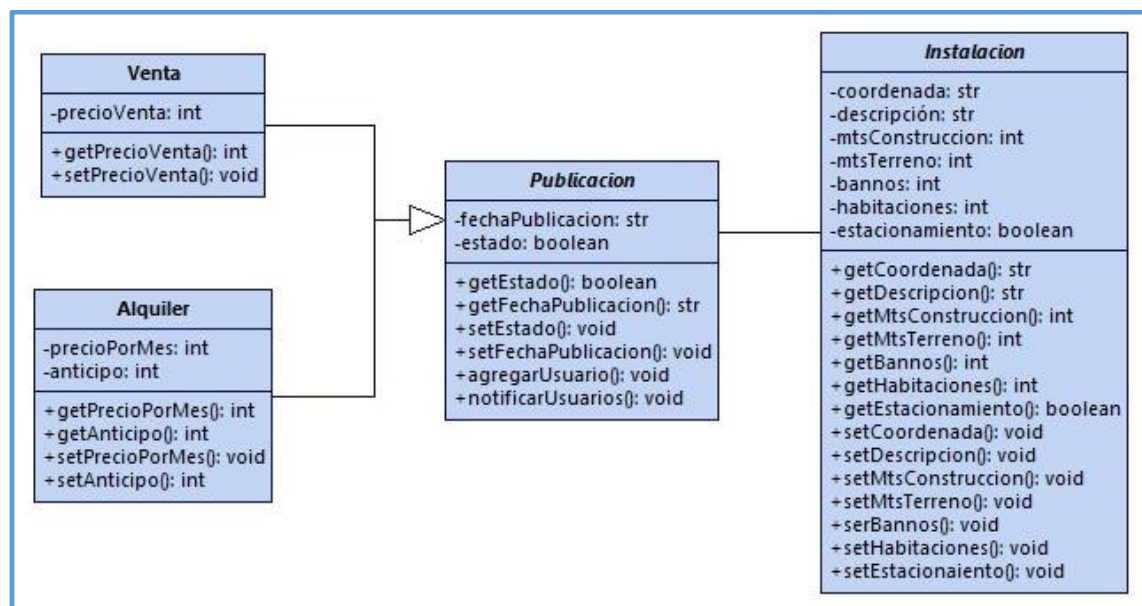 Venta
-precioVenta: int
+getPrecioVenta(): int
+setPrecioVenta(): void
Alquiler
-precioPorMes: int
-anticipo: int
+getPrecioPorMes(): int
+getAnticipo(): int
+setPrecioPorMes(): void
+setAnticipo(): int
Publicacion
-fechaPublicacion: str
-estado: boolean
+getEstado(): boolean
+getFechaPublicacion(): str
+setEstado(): void
+setFechaPublicacion(): void
+agregarUsuario(): void
+notificarUsuarios(): void
Instalacion
-coordenada: str
-descripción: str
-mtsConstruccion: int
-mtsTerreno: int
-bannos: int
-habitaciones: int
-estacionamiento: boolean
+getCoordenada(): str
+getDescripcion(): str
+getMtsConstruccion(): int
+getMtsTerreno(): int
+getBannos(): int
+getHabitaciones(): int
+getEstacionamiento(): boolean
+setCoordenada(): void
+setDescripcion(): void
+setMtsConstruccion(): void
+setMtsTerreno(): void
+serBannos(): void
+setHabitaciones(): void
+setEstacionaiento(): void